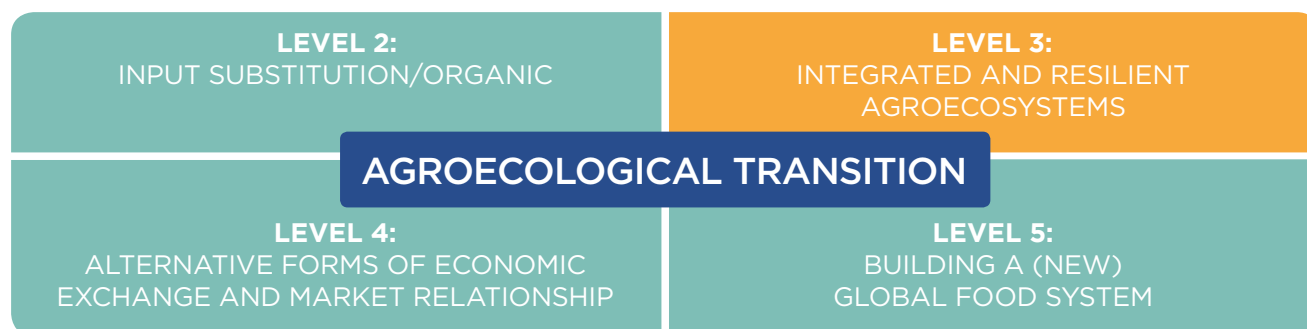 LEVEL 2:
INPUT SUBSTITUTION/ORGANIC
LEVEL 3:
INTEGRATED AND RESILIENT
AGROECOSYSTEMS
AGROECOLOGICAL TRANSITION
LEVEL 4:
ALTERNATIVE FORMS OF ECONOMIC
EXCHANGE AND MARKET RELATIONSHIP
LEVEL 5:
BUILDING A (NEW)
GLOBAL FOOD SYSTEM